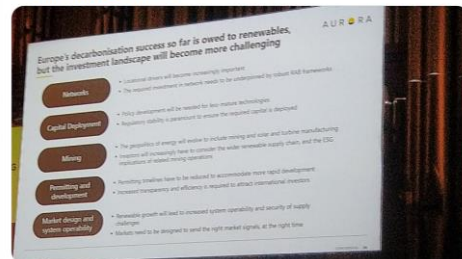 Europe's decarbonisation success so far is owed to renewables,
but the investment landscape will become more challenging
AURORA
Networks
• Locational drivers will become increasingly important
• The required investment in network needs to be underpinned by robust RAB frameworks
Capital Deployment
• Policy development will be needed for less mature technologies
• Regulatory stability is paramount to ensure the required capital is deployed
Mining
• The geopolitics of energy will evolve to include mining and solar and turbine manufacturing
• Investors will increasingly have to consider the wider renewable supply chain, and the ESG
implications of related mining operations
Permitting and
development
• Permitting timelines have to be reduced to accommodate more rapid development
• Increased transparency and efficiency is required to attract international investors
Market design and
system operability
• Renewable growth will lead to increased system operability and security of supply
challenges
• Markets need to be designed to send the right market signals, at the right time